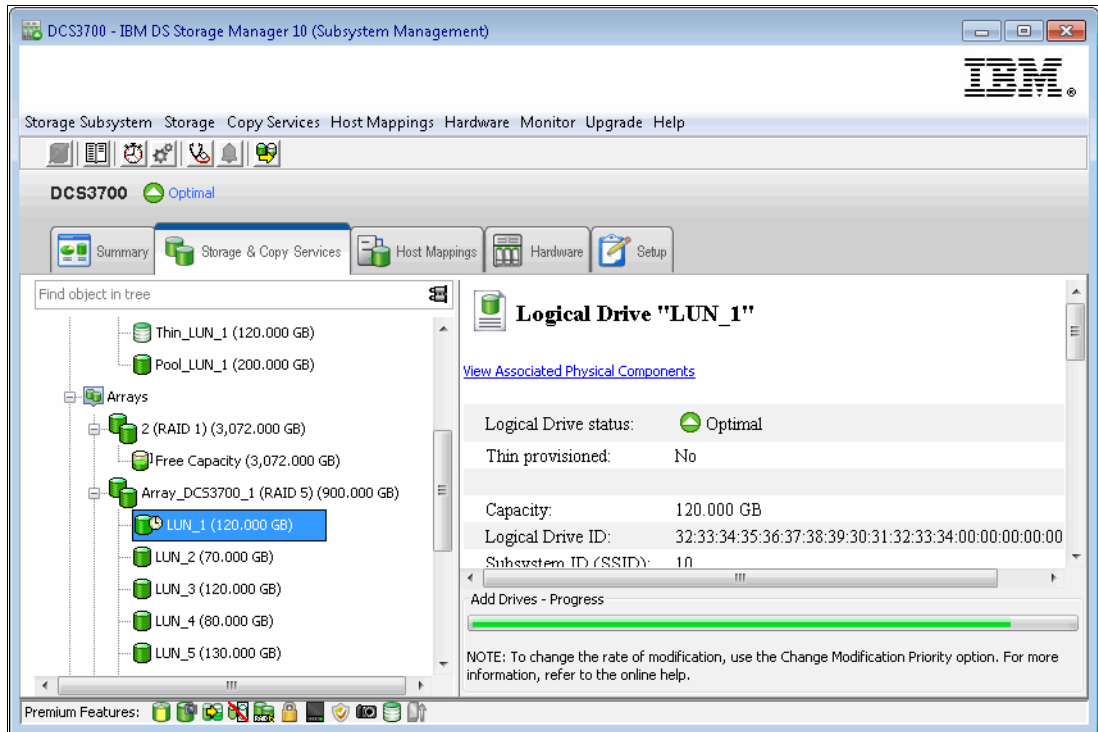 DCS3700 - IBM DS Storage Manager 10 (Subsystem Management)
IBM®
Storage Subsystem Storage Copy Services Host Mappings Hardware Monitor Upgrade Help
DCS3700 Optimal
Summary Storage & Copy Services Host Mappings Hardware Setup
Find object in tree
Thin_LUN_1 (120.000 GB)
Pool_LUN_1 (200.000 GB)
Arrays
2 (RAID 1) (3,072.000 GB)
Free Capacity (3,072.000 GB)
Array_DCS3700_1 (RAID 5) (900.000 GB)
LUN_1 (120.000 GB)
LUN_2 (70.000 GB)
LUN_3 (120.000 GB)
LUN_4 (80.000 GB)
LUN_5 (130.000 GB)
Logical Drive "LUN_1"
View Associated Physical Components
Logical Drive status: Optimal
Thin provisioned: No
Capacity: 120.000 GB
Logical Drive ID: 32:33:34:35:36:37:38:39:30:31:32:33:34:00:00:00:00:00
Subsystem ID (SSID): 10
Add Drives - Progress
NOTE: To change the rate of modification, use the Change Modification Priority option. For more
information, refer to the online help.
Premium Features: